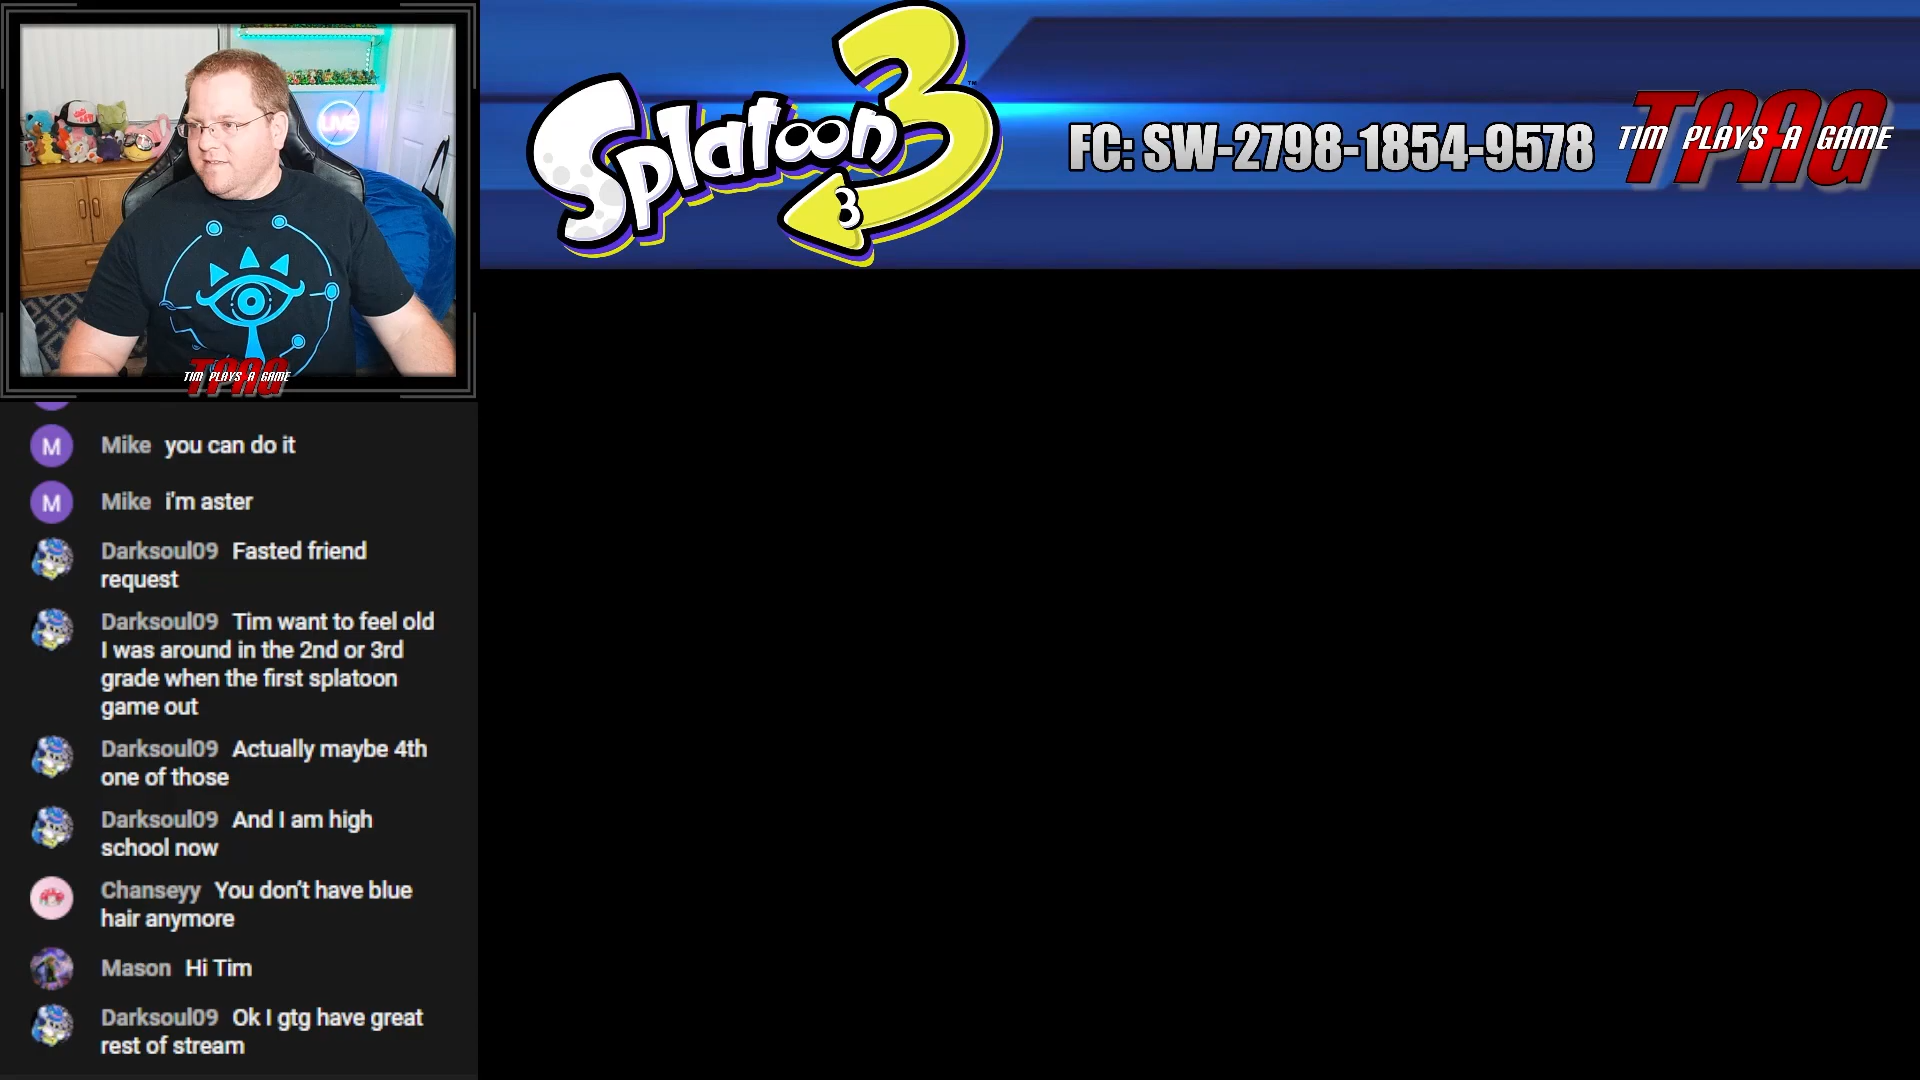 LIVE
TPAG
TIM PLAYS A GAME
Mike you can do it
Mike i'm aster
Darksoul09 Fasted friend
request
Darksoul09 Tim want to feel old
I was around in the 2nd or 3rd
grade when the first splatoon
game out
Darksoul09 Actually maybe 4th
one of those
Darksoul09 And I am high
school now
Chanseyy You don’t have blue
hair anymore
Mason Hi Tim
Darksoul09 Ok I gtg have great
rest of stream
Splatoon 3
3
™
FC: SW-2798-1854-9578
TPAG
TIM PLAYS A GAME
M
M